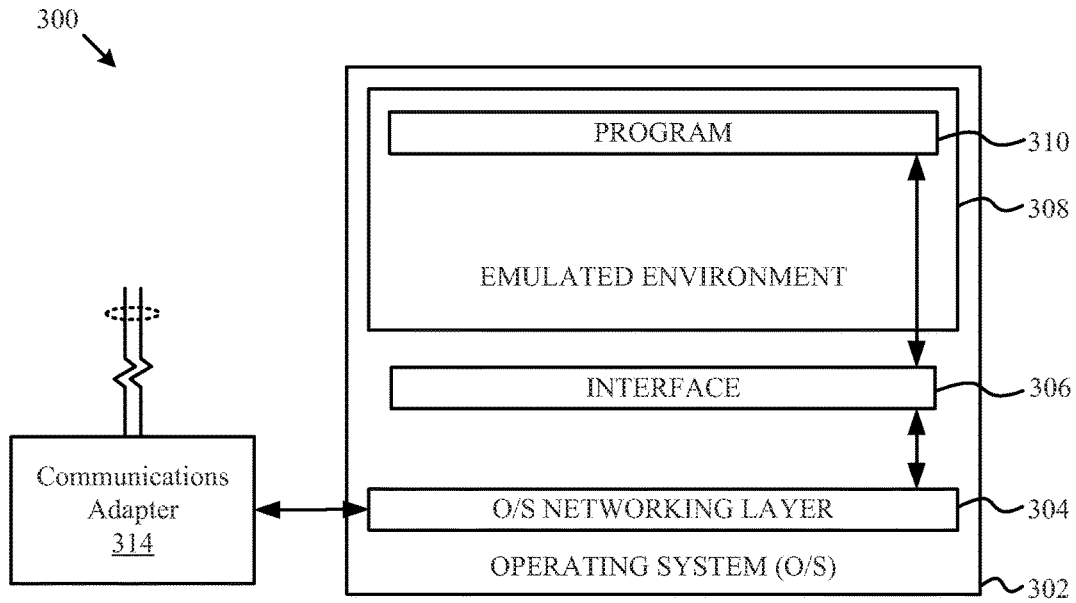 300
PROGRAM
310
308
EMULATED ENVIRONMENT
INTERFACE
306
Communications
Adapter
314
O/S NETWORKING LAYER
304
OPERATING SYSTEM (O/S)
302